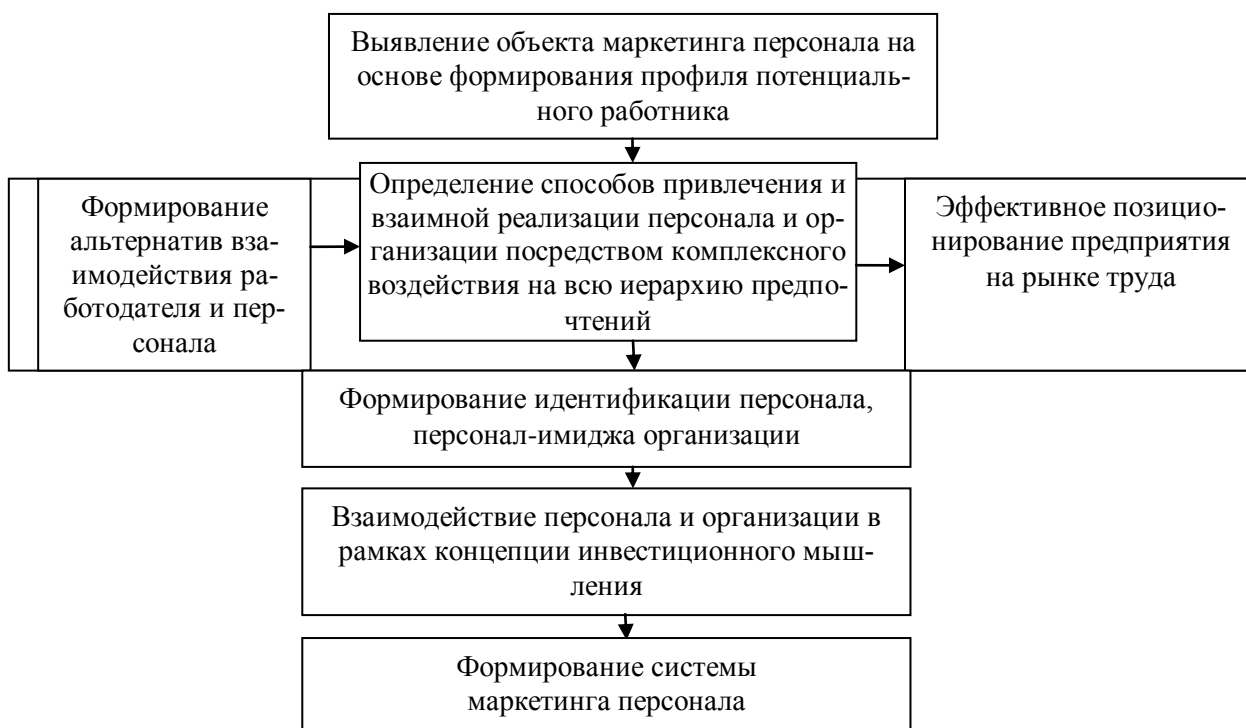 Выявление объекта маркетинга персонала на
основе формирования профиля потенциаль-
ного работника
Формирование
альтернатив вза-
имодействия ра-
ботодателя и пер-
сонала
Определение способов привлечения и
взаимной реализации персонала и ор-
ганизации посредством комплексного
воздействия на всю иерархию предпо-
чтений
Эффективное позицио-
нирование предприятия
на рынке труда
Формирование идентификации персонала,
персонал-имиджа организации
Взаимодействие персонала и организации в
рамках концепции инвестиционного мыш-
ления
Формирование системы
маркетинга персонала